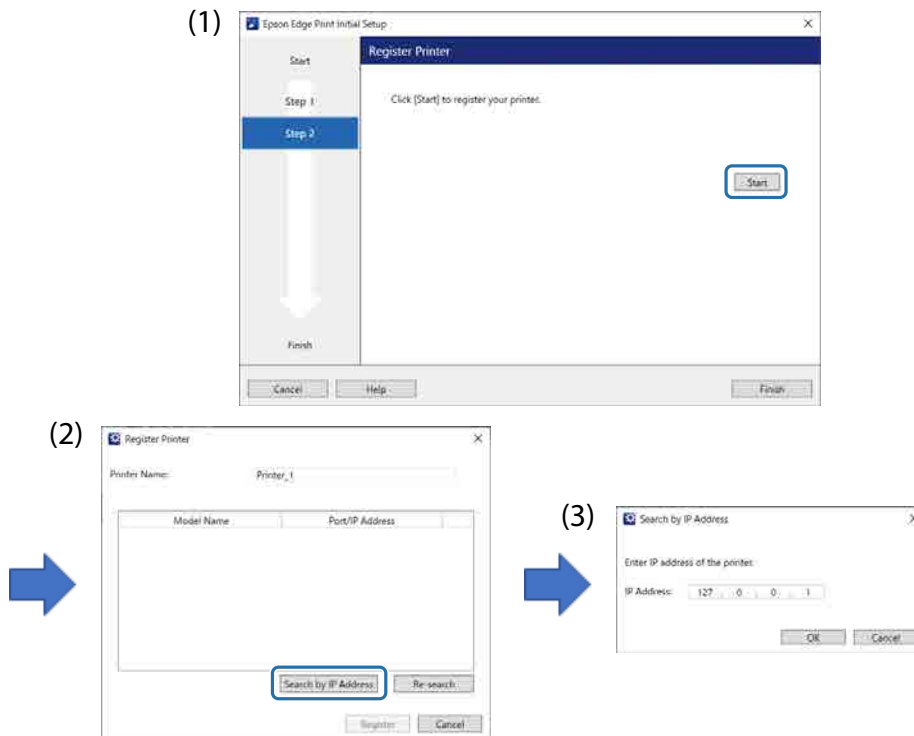 (1)
Epson Edge Print Initial Setup
Register Printer
Start
Step 1
Step 2
Click [Start] to register your printer.
Start
Finish
Cancel Help Finish
(2)
Register Printer
Printer Name: Printer_1
Model Name Port/IP Address
Search by IP Address Re-search
Register Cancel
(3)
Search by IP Address
Enter IP address of the printer.
IP Address: 127 . 0 . 0 . 1
OK Cancel